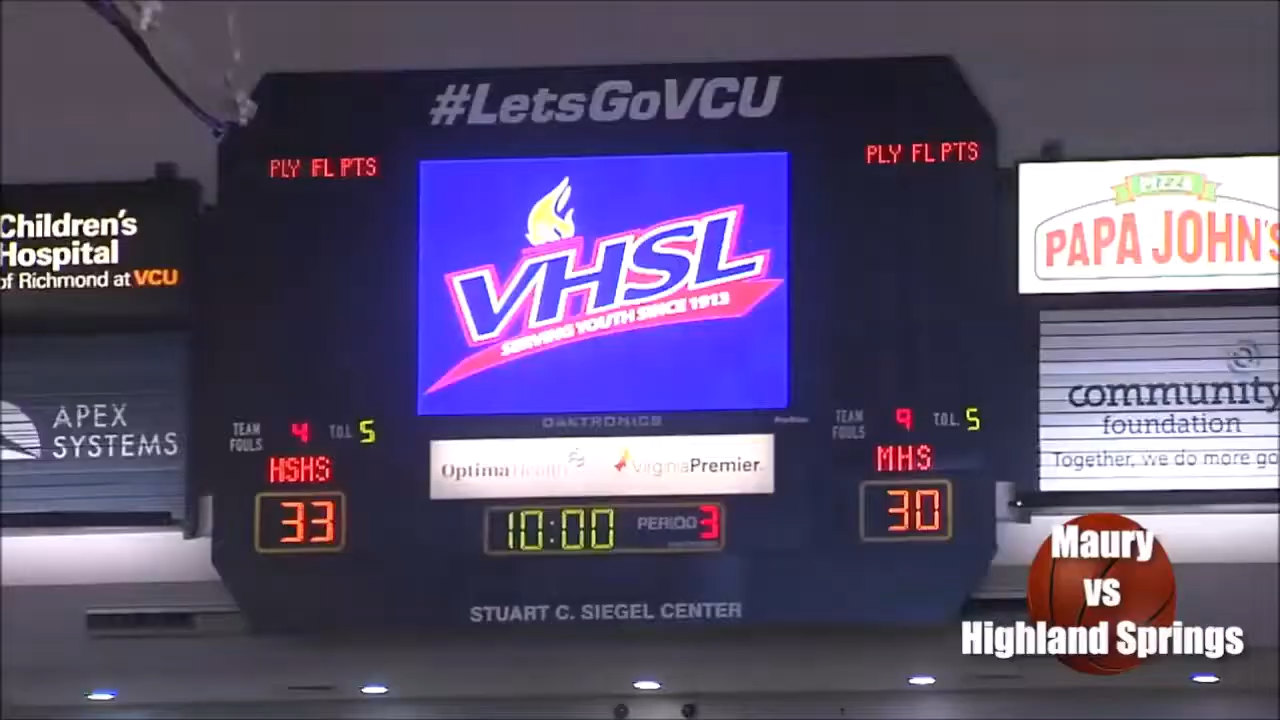 #LetsGoVCU
PLY FL PTS
PLY FL PTS
Children's
Hospital
of Richmond at VCU
VHSL
SERVING YOUTH SINCE 1913
PIZZA
PAPA JOHN'S
APEX
SYSTEMS
community
foundation
Together, we do more go
TEAM
FOULS
4
T.O.L
5
HSHS
33
DAKTRONICS
OptimaHealth
VirginiaPremier
10:00
PERIOD
3
TEAM
FOULS
9
T.O.L
5
MHS
30
STUART C. SIEGEL CENTER
Maury
vs
Highland Springs